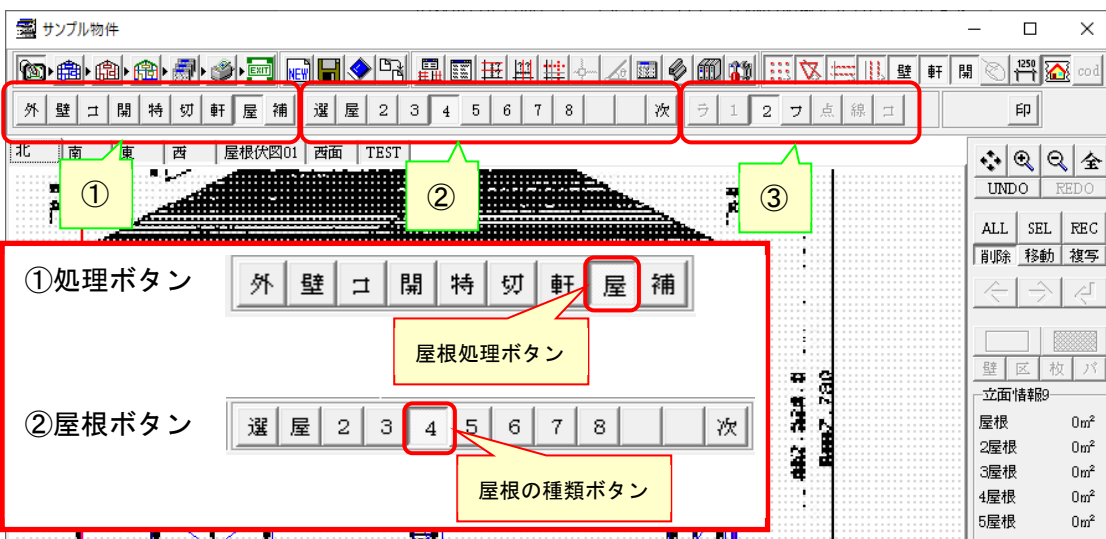 サンプル物件
EXIT NEW 壁 軒 開 1250 cod
外 壁 コ 開 特 切 軒 屋 補 選 屋 2 3 4 5 6 7 8 次 ラ 1 2 フ 点 線 コ 印
北 南 東 西 屋根伏図01 西面 TEST
全
① ② ③
UNDO REDO
ALL SEL REC
削除 移動 複写
①処理ボタン
外 壁 コ 開 特 切 軒 屋 補
屋根処理ボタン
②屋根ボタン
選 屋 2 3 4 5 6 7 8 次
屋根の種類ボタン
壁 区 枚 パ
立面情報9
屋根 0m²
2屋根 0m²
3屋根 0m²
4屋根 0m²
5屋根 0m²